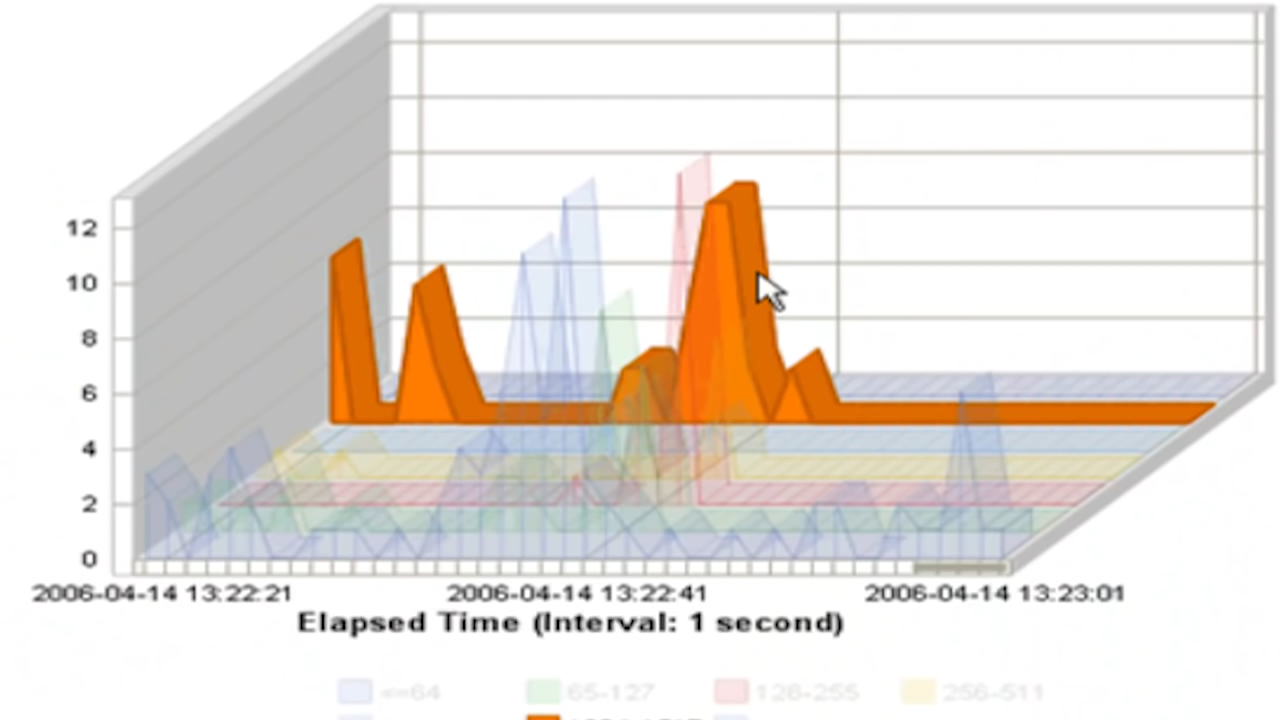 12
10
8
6
4
2
0
2006-04-14 13:22:21 2006-04-14 13:22:41 2006-04-14 13:23:01
Elapsed Time (Interval: 1 second)
<=64 65-127 128-255 256-511